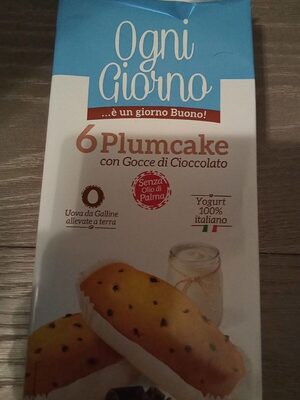 Ogni
Giorno
...è un giorno Buono!
6 Plumcake
con Gocce di Cioccolato
Senza
Olio di
Palma
Uova da Galline
allevate a terra
Yogurt
100%
italiano